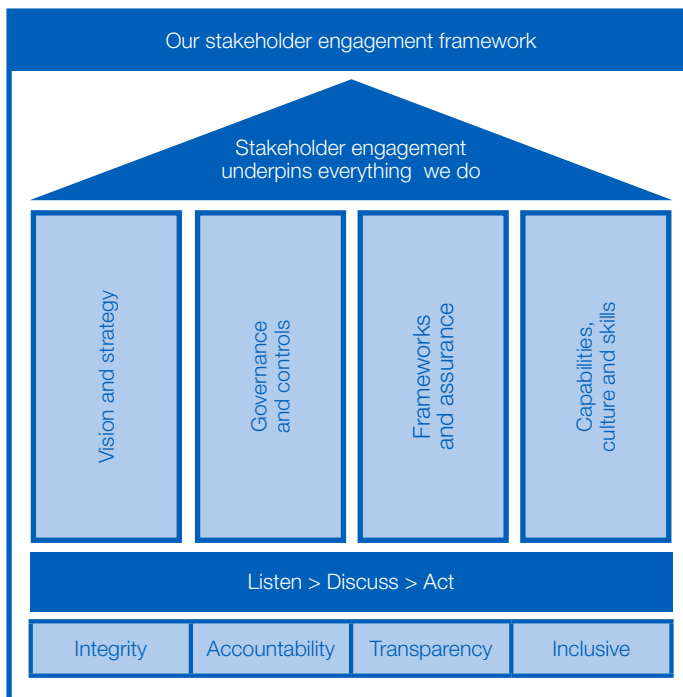 Our stakeholder engagement framework
Stakeholder engagement
underpins everything we do
Vision and strategy
Governance
and controls
Frameworks
and assurance
Capabilities,
culture and skills
Listen > Discuss > Act
Integrity
Accountability
Transparency
Inclusive